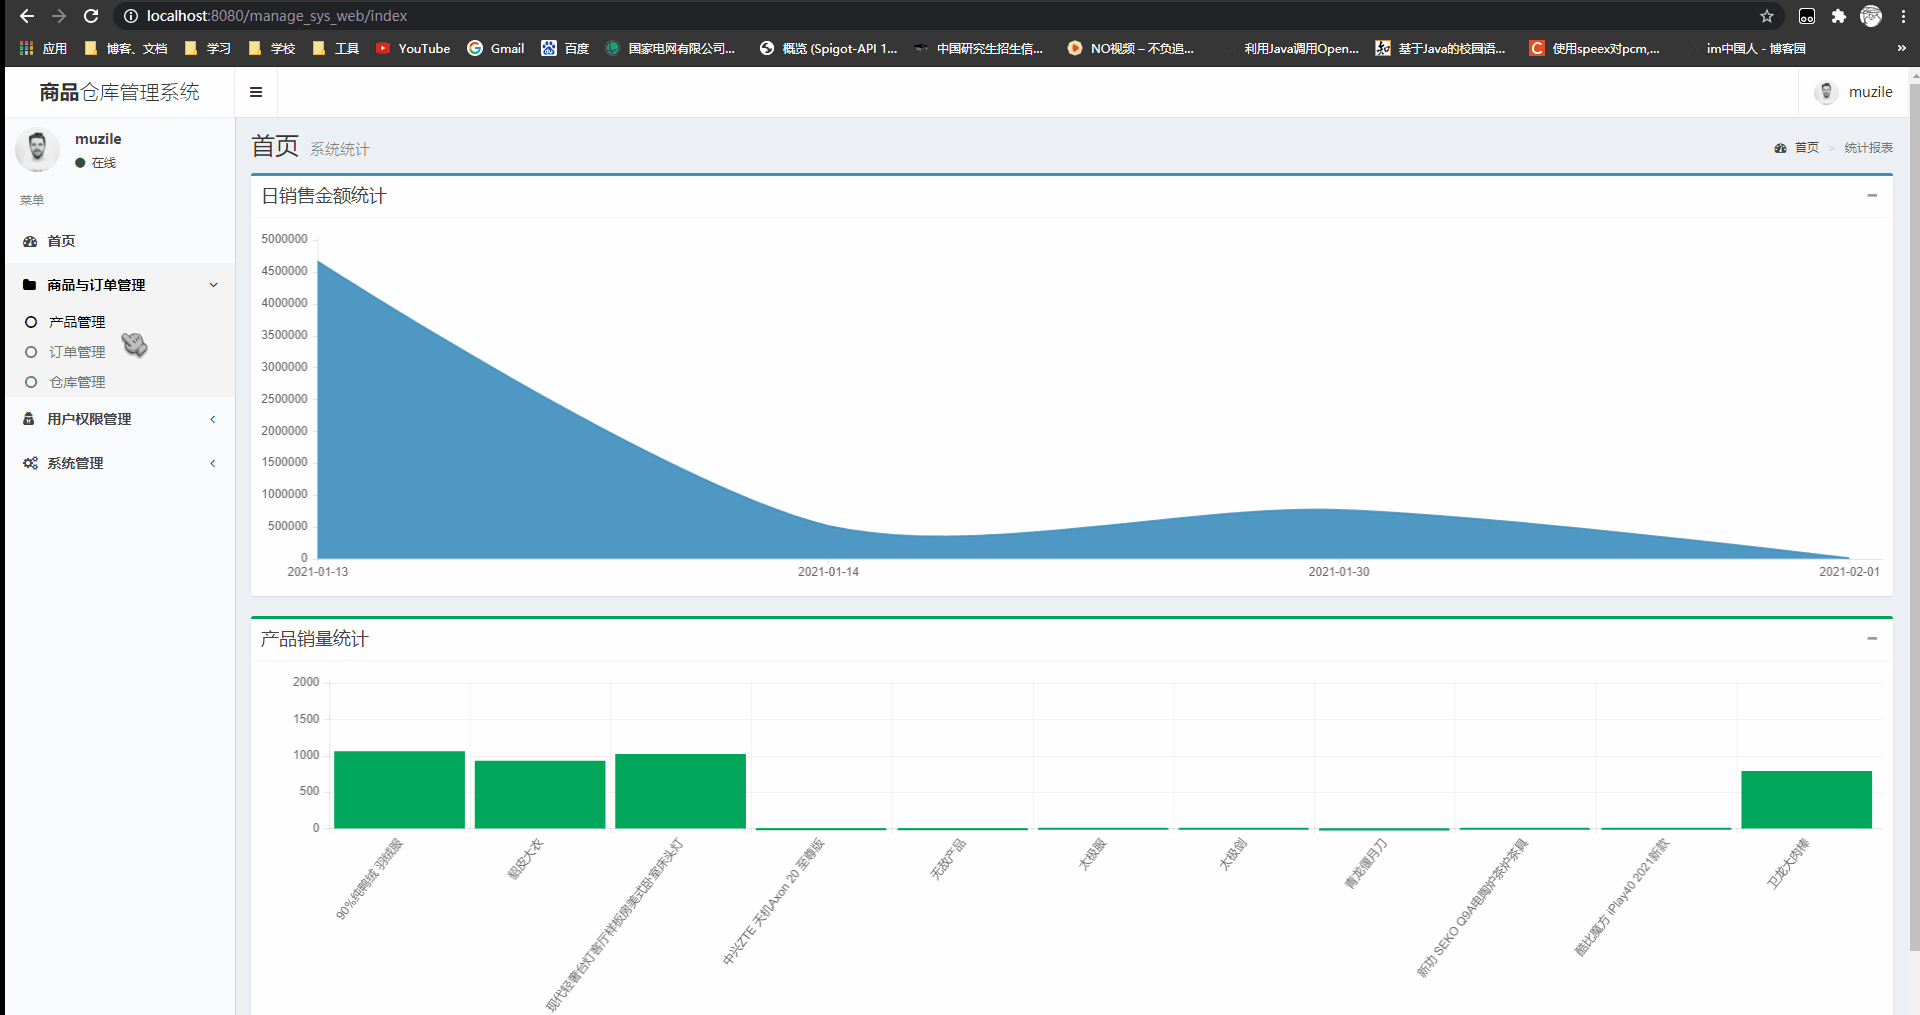 localhost:8080/manage_sys_web/index
应用 博客、文档 学习 学校 工具 YouTube Gmail 百度 国家电网有限公司... 概览 (Spigot-API 1... 中国研究生招生信... NO视频 – 不负追... 利用Java调用Open... 基于Java的校园语... 使用speex对pcm,... im中国人 - 博客园 »
商品仓库管理系统
muzile
muzile
在线
菜单
首页
商品与订单管理
产品管理
订单管理
仓库管理
用户权限管理
系统管理
首页 系统统计
首页 > 统计报表
日销售金额统计
5000000
4500000
4000000
3500000
3000000
2500000
2000000
1500000
1000000
500000
0
2021-01-13 2021-01-14 2021-01-30 2021-02-01
产品销量统计
2000
1500
1000
500
0
90%纯鸭绒 羽绒服
貂皮大衣
现代轻奢台灯客厅样板房美式卧室床头灯
中兴ZTE 天机Axon 20 至尊版
无敌产品
太极服
太极剑
青龙偃月刀
新功 SEKO Q9A电陶炉茶炉茶具
酷比魔方 iPlay40 2021新款
卫龙大肉棒